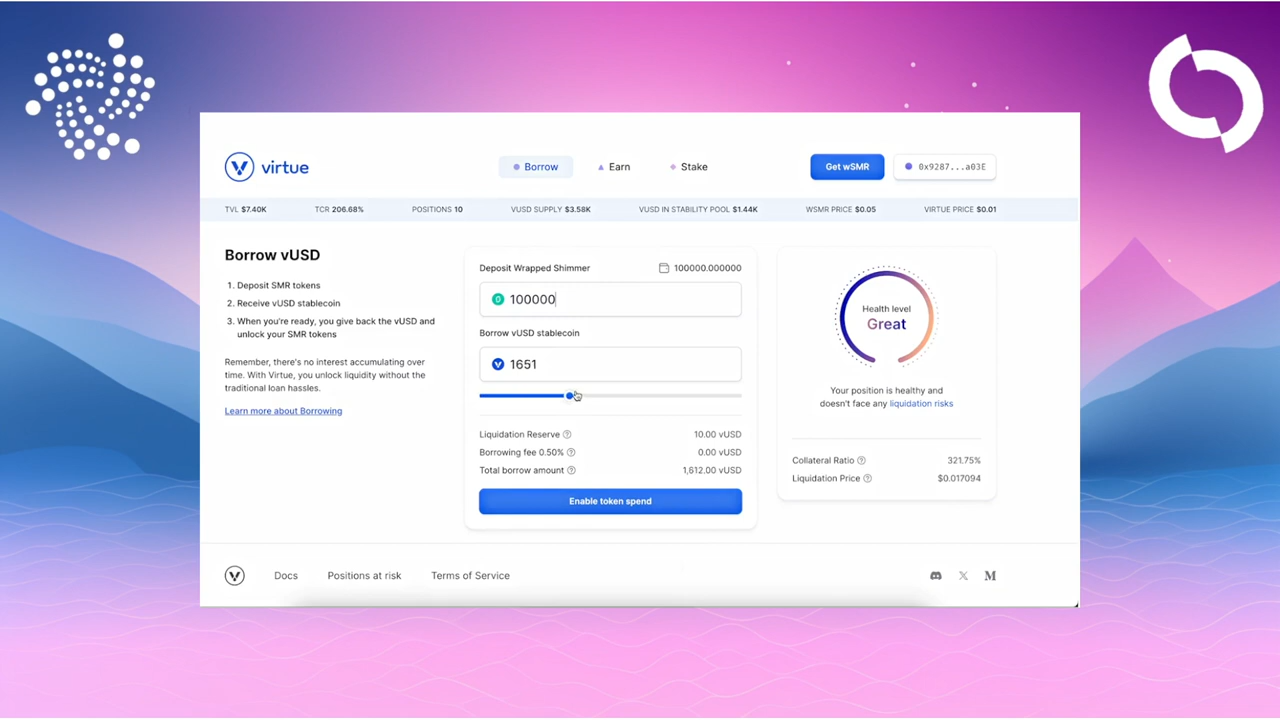 virtue
Borrow
Earn
Stake
Get wSMR
0x9287...a03E
TVL $7.40K
TCR 206.68%
POSITIONS 10
VUSD SUPPLY $3.58K
VUSD IN STABILITY POOL $1.44K
WSMR PRICE $0.05
VIRTUE PRICE $0.01
Borrow vUSD
1. Deposit SMR tokens
2. Receive vUSD stablecoin
3. When you're ready, you give back the vUSD and
unlock your SMR tokens
Remember, there's no interest accumulating over
time. With Virtue, you unlock liquidity without the
traditional loan hassles.
Learn more about Borrowing
Deposit Wrapped Shimmer
100000.000000
100000
Borrow vUSD stablecoin
1651
Liquidation Reserve
10.00 vUSD
Borrowing fee 0.50%
0.00 vUSD
Total borrow amount
1,612.00 vUSD
Enable token spend
Health level
Great
Your position is healthy and
doesn't face any liquidation risks
Collateral Ratio
321.75%
Liquidation Price
$0.017094
Docs
Positions at risk
Terms of Service